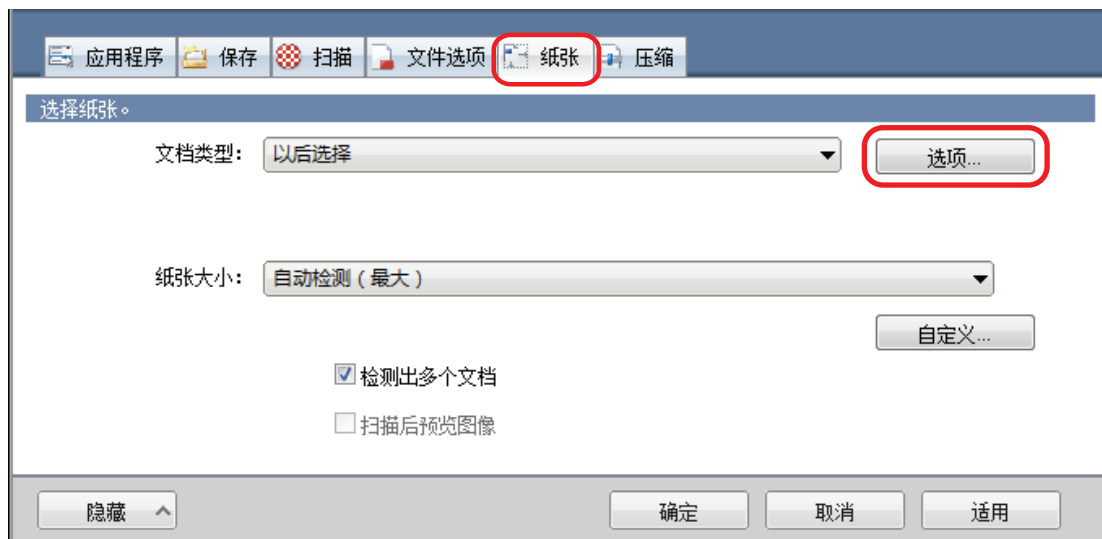 应用程序 保存 扫描 文件选项 纸张 压缩
选择纸张。
文档类型: 以后选择 选项...
纸张大小: 自动检测（最大）
自定义...
检测出多个文档
扫描后预览图像
隐藏 确定 取消 适用